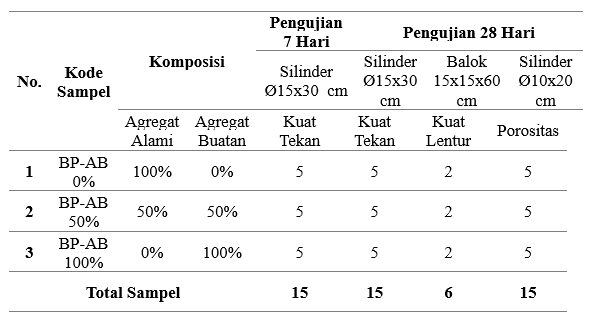 No. Kode Sampel Komposisi Pengujian 7 Hari Pengujian 28 Hari
Silinder Ø15x30 cm Silinder Ø15x30 cm Balok 15x15x60 cm Silinder Ø10x20 cm
Agregat Alami Agregat Buatan Kuat Tekan Kuat Tekan Kuat Lentur Porositas
1 BP-AB 0% 100% 0% 5 5 2 5
2 BP-AB 50% 50% 50% 5 5 2 5
3 BP-AB 100% 0% 100% 5 5 2 5
Total Sampel 15 15 6 15